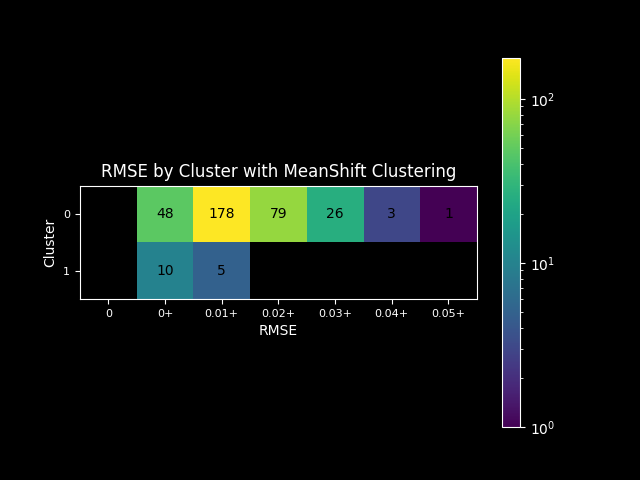 RMSE by Cluster with MeanShift Clustering
Cluster
0
48 178 79 26 3 1
1
10 5
0 0+ 0.01+ 0.02+ 0.03+ 0.04+ 0.05+
RMSE
10²
10¹
10⁰